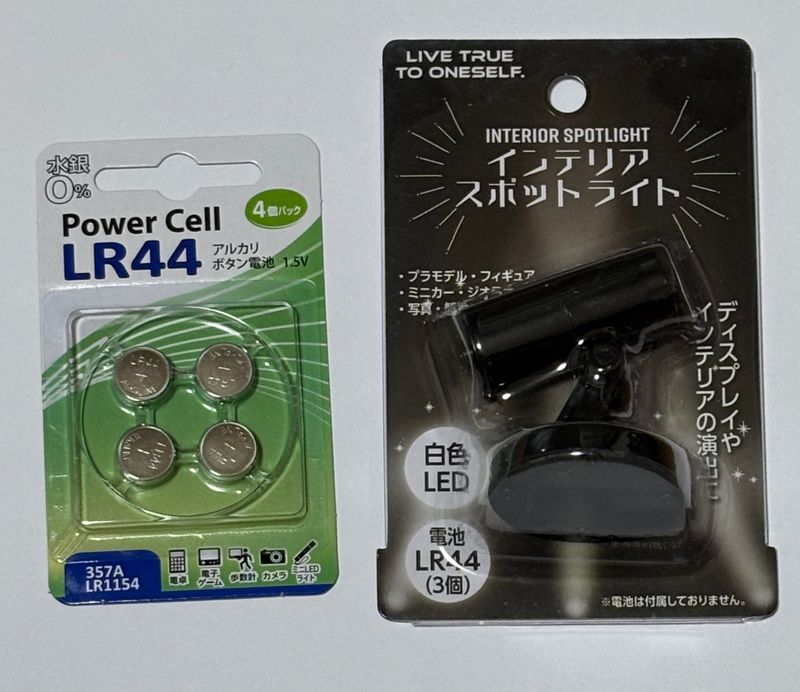 水銀
0%
Power Cell
4個パック
LR44
アルカリ
ボタン電池 1.5V
357A
LR1154
電卓
電子
ゲーム
歩数計
カメラ
ミニLED
ライト
LIVE TRUE
TO ONESELF.
INTERIOR SPOTLIGHT
インテリア
スポットライト
・プラモデル・フィギュア
・ミニカー・ジオラマ
・写真・
ディスプレイや
インテリアの演出に
白色
LED
電池
LR44
(3個)
※電池は付属しておりません。